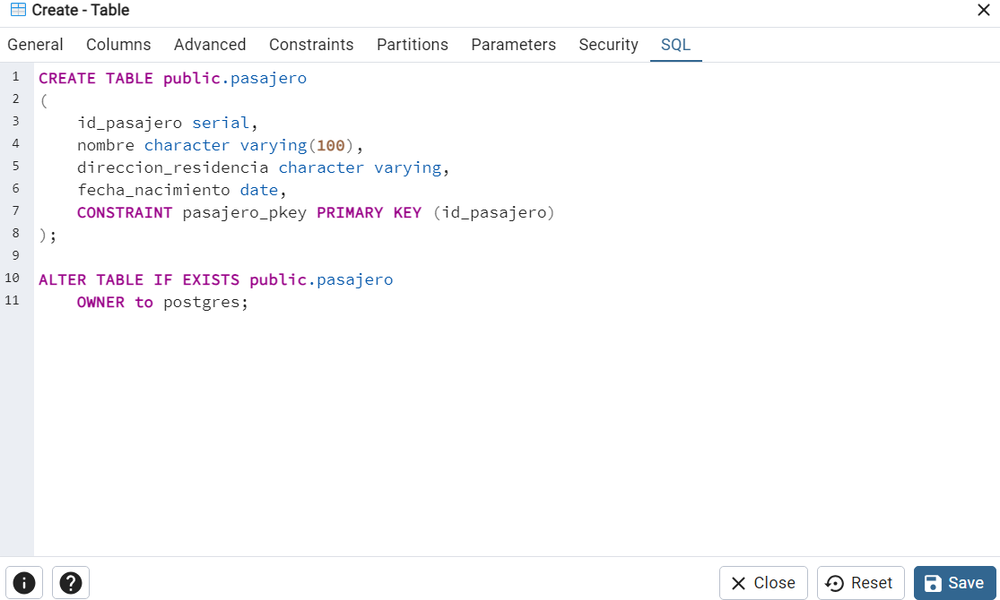 Create - Table
General Columns Advanced Constraints Partitions Parameters Security SQL
1 CREATE TABLE public.pasajero
2 (
3     id_pasajero serial,
4     nombre character varying(100),
5     direccion_residencia character varying,
6     fecha_nacimiento date,
7     CONSTRAINT pasajero_pkey PRIMARY KEY (id_pasajero)
8 );
9
10 ALTER TABLE IF EXISTS public.pasajero
11     OWNER to postgres;
Close Reset Save